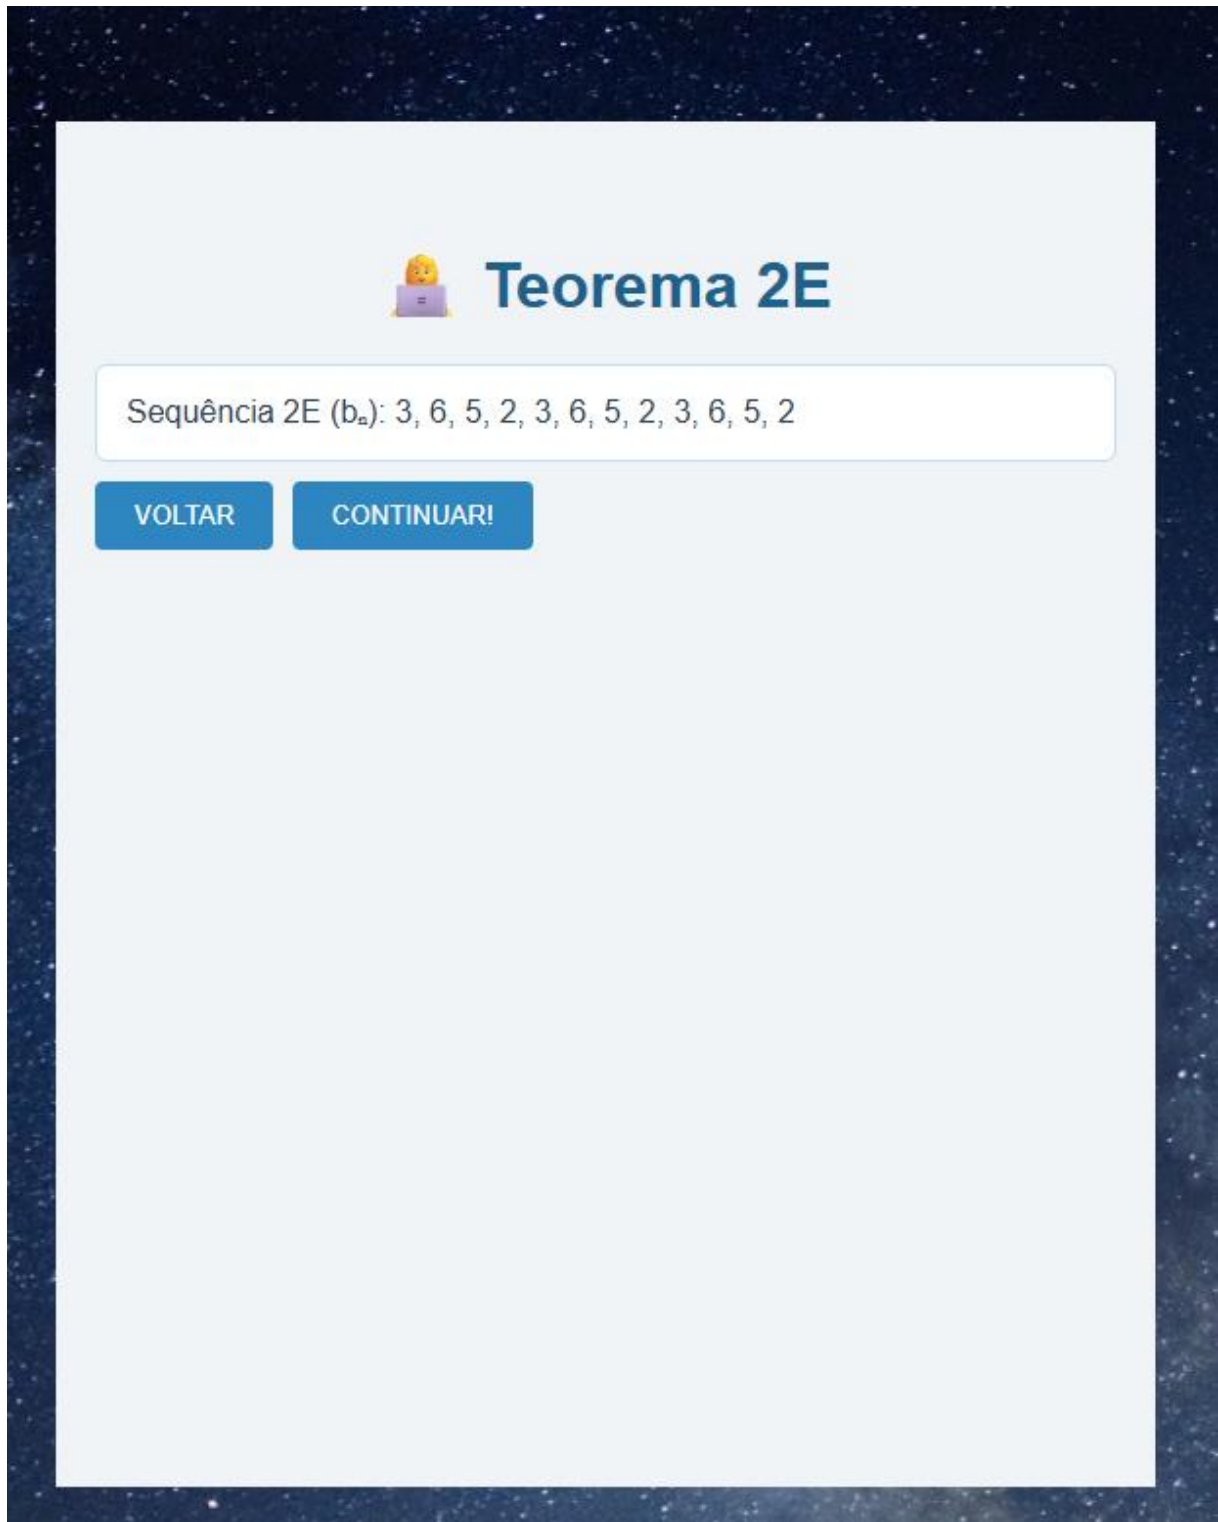 Teorema 2E
Sequência 2E (bₙ): 3, 6, 5, 2, 3, 6, 5, 2, 3, 6, 5, 2
VOLTAR
CONTINUAR!